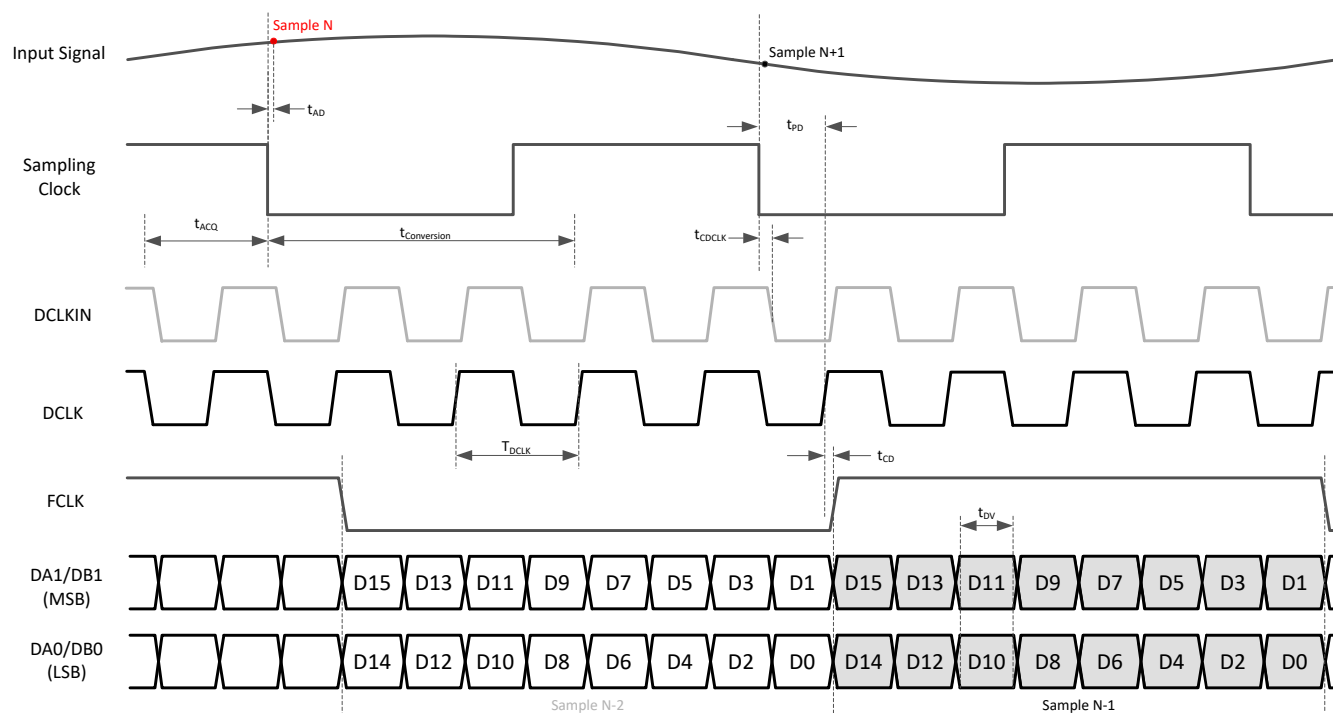 Sample N
Input Signal
Sample N+1
tAD
tPD
Sampling
Clock
tACQ
tConversion
tCDCLK
DCLKIN
DCLK
TDCLK
tCD
FCLK
tDV
DA1/DB1
(MSB)
D15 D13 D11 D9 D7 D5 D3 D1 D15 D13 D11 D9 D7 D5 D3 D1
DA0/DB0
(LSB)
D14 D12 D10 D8 D6 D4 D2 D0 D14 D12 D10 D8 D6 D4 D2 D0
Sample N-2
Sample N-1